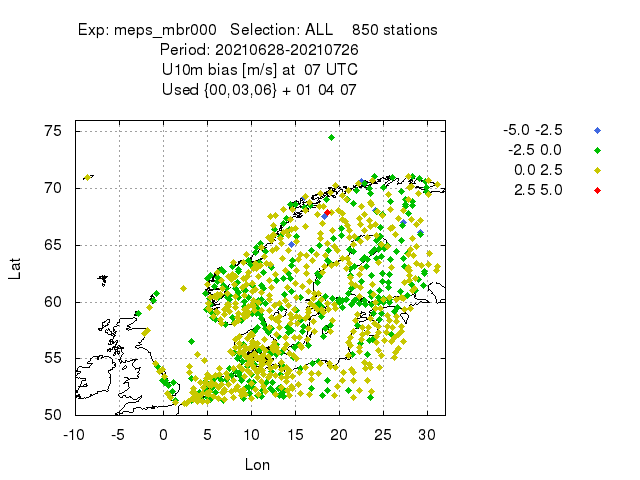 Exp: meps_mbr000   Selection: ALL    850 stations
Period: 20210628-20210726
U10m bias [m/s] at  07 UTC
Used {00,03,06} + 01 04 07
-5.0 -2.5
-2.5 0.0
0.0 2.5
2.5 5.0
75
70
65
60
55
50
Lat
-10 -5 0 5 10 15 20 25 30
Lon